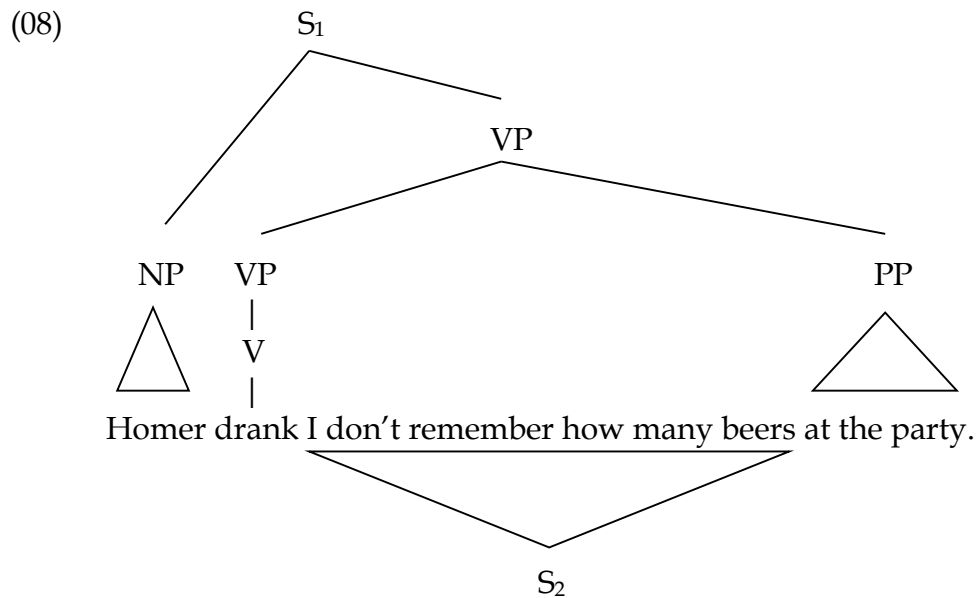 (08) S₁
VP
NP VP PP
V
Homer drank I don’t remember how many beers at the party.
S₂